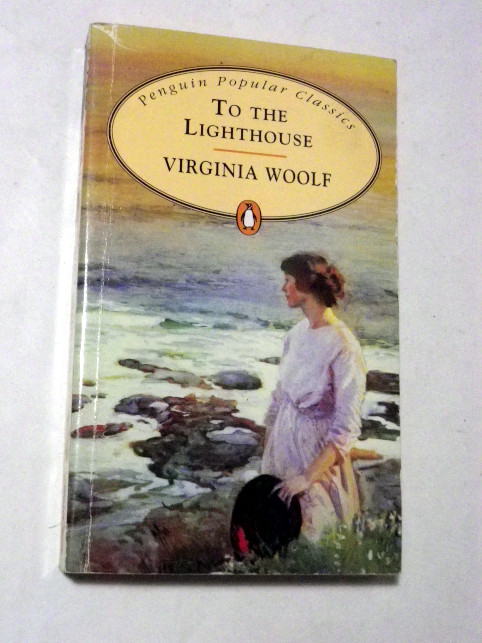 Penguin Popular Classics
TO THE
LIGHTHOUSE
VIRGINIA WOOLF